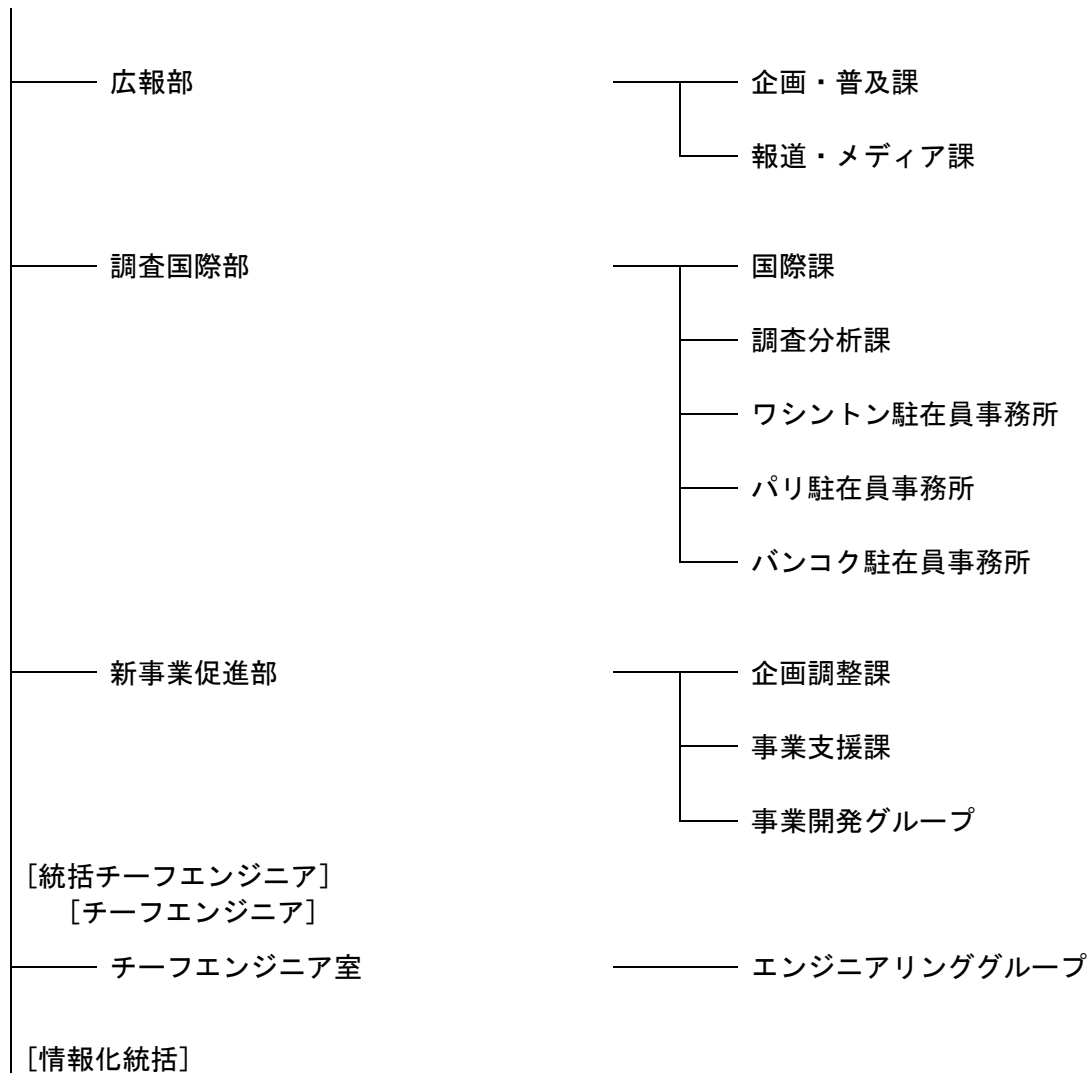 広報部
企画・普及課
報道・メディア課
調査国際部
国際課
調査分析課
ワシントン駐在員事務所
パリ駐在員事務所
バンコク駐在員事務所
新事業促進部
企画調整課
事業支援課
事業開発グループ
[統括チーフエンジニア]
[チーフエンジニア]
チーフエンジニア室
エンジニアリンググループ
[情報化統括]